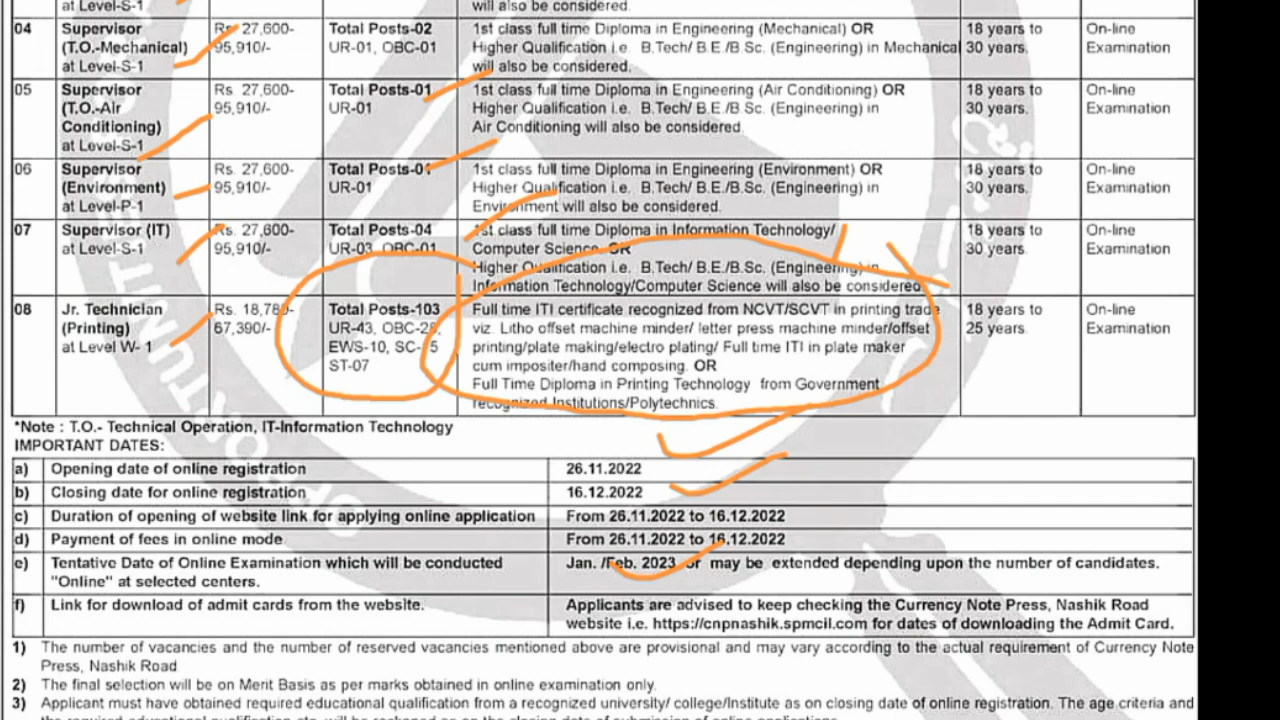 at Level-S-1
will also be considered.
04 Supervisor Rs. 27,600- Total Posts-02 1st class full time Diploma in Engineering (Mechanical) OR 18 years to On-line
(T.O.-Mechanical) 95,910/- UR-01, OBC-01 Higher Qualification i.e. B.Tech/ B.E./B Sc. (Engineering) in Mechanical 30 years. Examination
at Level-S-1 will also be considered.
05 Supervisor Rs 27,600- Total Posts-01 1st class full time Diploma in Engineering (Air Conditioning) OR 18 years to On-line
(T.O.-Air 95,910/- UR-01 Higher Qualification i.e. B.Tech/ B.E./B Sc. (Engineering) in 30 years. Examination
Conditioning) Air Conditioning will also be considered.
at Level-S-1
06 Supervisor Rs. 27,600- Total Posts-01 1st class full time Diploma in Engineering (Environment) OR 18 years to On-line
(Environment) 95,910/- UR-01 Higher Qualification i.e. B.Tech/ B.E./B.Sc. (Engineering) in 30 years. Examination
at Level-P-1 Environment will also be considered.
07 Supervisor (IT) Rs. 27,600- Total Posts-04 1st class full time Diploma in Information Technology/ 18 years to On-line
at Level-S-1 95,910/- UR-03, OBC-01 Computer Science OR 30 years. Examination
Higher Qualification i.e. B.Tech/ B.E./B.Sc. (Engineering) in
Information Technology/Computer Science will also be considered.
08 Jr. Technician Rs. 18,780- Total Posts-103 Full time ITI certificate recognized from NCVT/SCVT in printing trade 18 years to On-line
(Printing) 67,390/- UR-43, viz. Litho offset machine minder/ letter press machine minder/offset 25 years. Examination
at Level W- 1 EWS-10, printing/plate making/electro plating/ Full time ITI in plate maker
ST-07 cum impositer/hand composing. OR
Full Time Diploma in Printing Technology from Government
recognized Institutions/Polytechnics.
*Note : T.O.- Technical Operation, IT-Information Technology
IMPORTANT DATES:
a) Opening date of online registration 26.11.2022
b) Closing date for online registration 16.12.2022
c) Duration of opening of website link for applying online application From 26.11.2022 to 16.12.2022
d) Payment of fees in online mode From 26.11.2022 to 16.12.2022
e) Tentative Date of Online Examination which will be conducted Jan. /Feb. 2023 or may be extended depending upon the number of candidates.
"Online" at selected centers.
f) Link for download of admit cards from the website. Applicants are advised to keep checking the Currency Note Press, Nashik Road
website i.e. https://cnpnashik.spmcil.com for dates of downloading the Admit Card.
1) The number of vacancies and the number of reserved vacancies mentioned above are provisional and may vary according to the actual requirement of Currency Note
Press, Nashik Road
2) The final selection will be on Merit Basis as per marks obtained in online examination only.
3) Applicant must have obtained required educational qualification from a recognized university/ college/Institute as on closing date of online registration. The age criteria and